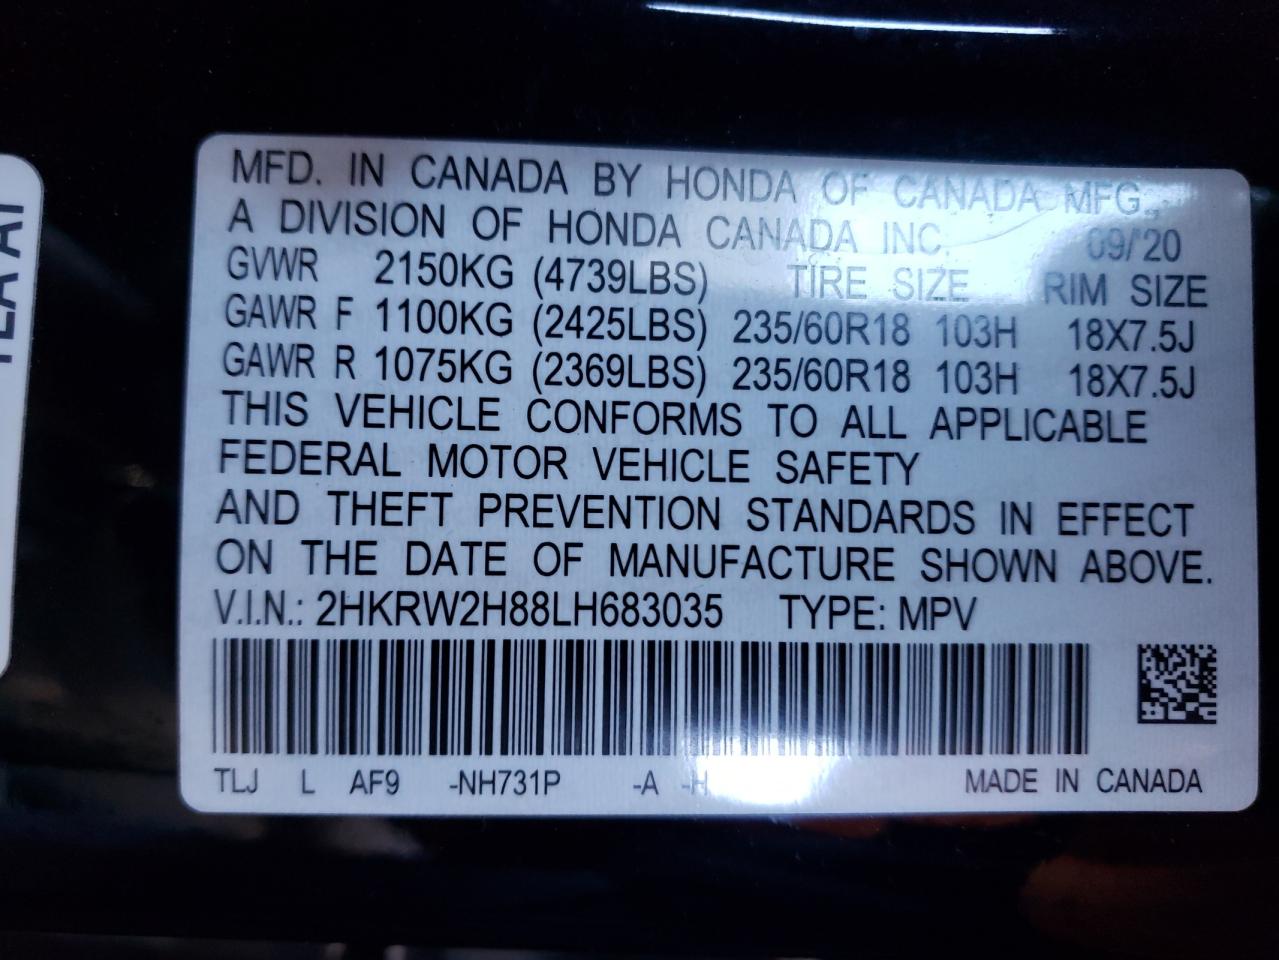 MFD. IN CANADA BY HONDA OF CANADA MFG.,
A DIVISION OF HONDA CANADA INC. 09/'20
GVWR 2150KG (4739LBS) TIRE SIZE RIM SIZE
GAWR F 1100KG (2425LBS) 235/60R18 103H 18X7.5J
GAWR R 1075KG (2369LBS) 235/60R18 103H 18X7.5J
THIS VEHICLE CONFORMS TO ALL APPLICABLE
FEDERAL MOTOR VEHICLE SAFETY
AND THEFT PREVENTION STANDARDS IN EFFECT
ON THE DATE OF MANUFACTURE SHOWN ABOVE.
V.I.N.: 2HKRW2H88LH683035 TYPE: MPV
TLJ L AF9 -NH731P -A -H MADE IN CANADA